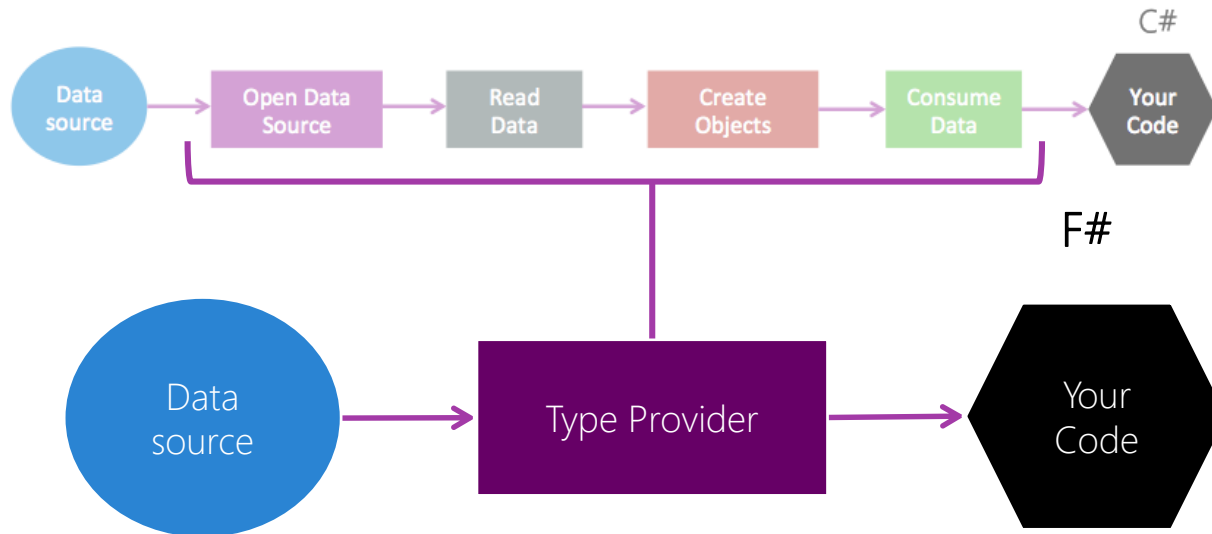 C#
Data
source
Open Data
Source
Read
Data
Create
Objects
Consume
Data
Your
Code
F#
Data
source
Type Provider
Your
Code